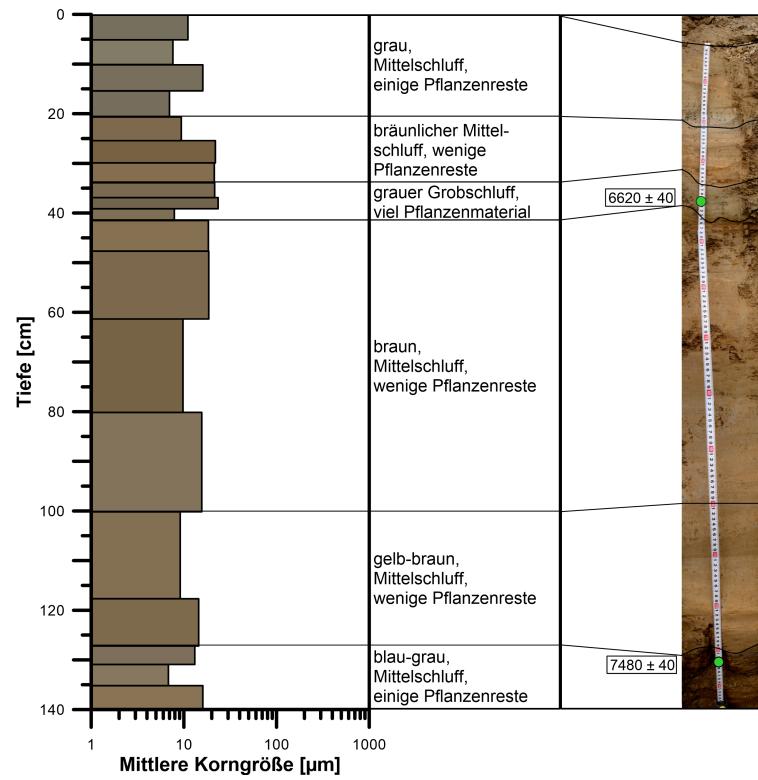 0
20
40
60
80
100
120
140
Tiefe [cm]
grau,
Mittelschluff,
einige Pflanzenreste
bräunlicher Mittel-
schluff, wenige
Pflanzenreste
grauer Grobschluff,
viel Pflanzenmaterial
braun,
Mittelschluff,
wenige Pflanzenreste
gelb-braun,
Mittelschluff,
wenige Pflanzenreste
blau-grau,
Mittelschluff,
einige Pflanzenreste
6620 ± 40
7480 ± 40
1 10 100 1000
Mittlere Korngröße [µm]